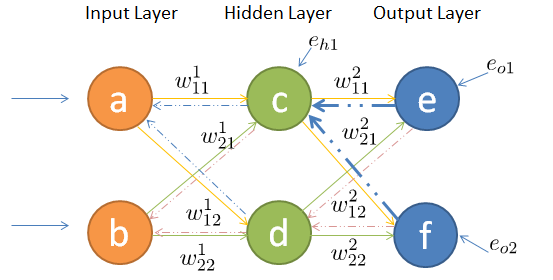 Input Layer Hidden Layer Output Layer
e_{h1}
w^1_{11} w^2_{11} e_{o1}
a c e
w^1_{21} w^2_{21}
w^1_{12} w^2_{12}
b d f
w^1_{22} w^2_{22} e_{o2}